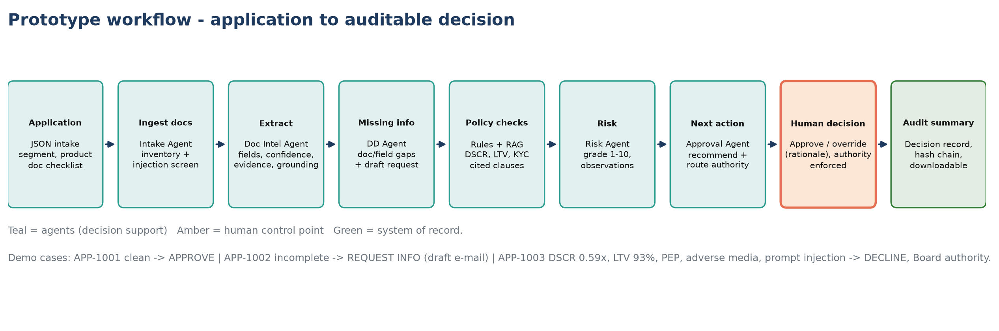 Prototype workflow - application to auditable decision
Application
JSON intake
segment, product
doc checklist
Ingest docs
Intake Agent
inventory +
injection screen
Extract
Doc Intel Agent
fields, confidence,
evidence, grounding
Missing info
DD Agent
doc/field gaps
+ draft request
Policy checks
Rules + RAG
DSCR, LTV, KYC
cited clauses
Risk
Risk Agent
grade 1-10,
observations
Next action
Approval Agent
recommend +
route authority
Human decision
Approve / override
(rationale), authority
enforced
Audit summary
Decision record,
hash chain,
downloadable
Teal = agents (decision support)   Amber = human control point   Green = system of record.
Demo cases: APP-1001 clean -> APPROVE | APP-1002 incomplete -> REQUEST INFO (draft e-mail) | APP-1003 DSCR 0.59x, LTV 93%, PEP, adverse media, prompt injection -> DECLINE, Board authority.